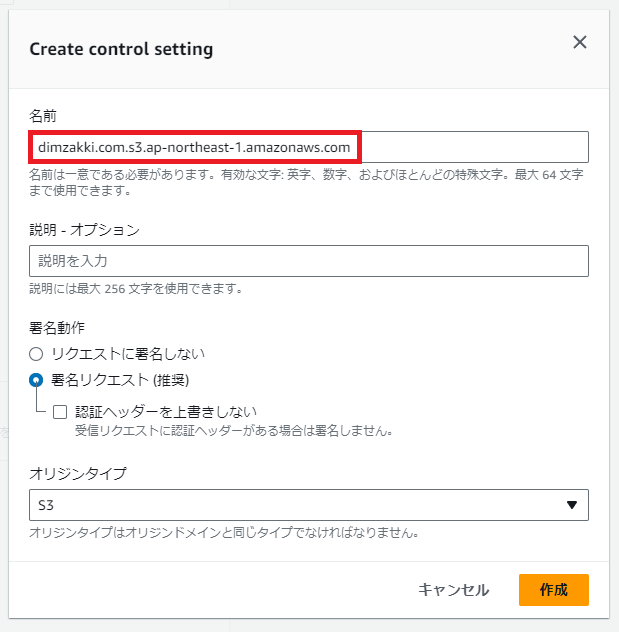 Create control setting
名前
dimzakki.com.s3.ap-northeast-1.amazonaws.com
名前は一意である必要があります。有効な文字: 英字、数字、およびほとんどの特殊文字。最大 64 文字
まで使用できます。
説明 - オプション
説明を入力
説明には最大 256 文字を使用できます。
署名動作
リクエストに署名しない
署名リクエスト (推奨)
認証ヘッダーを上書きしない
受信リクエストに認証ヘッダーがある場合は署名しません。
オリジンタイプ
S3
オリジンタイプはオリジンドメインと同じタイプでなければなりません。
キャンセル
作成